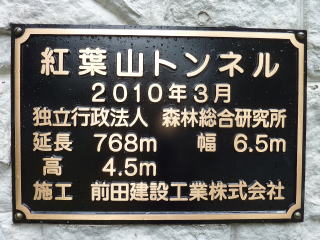 紅葉山トンネル
2010年3月
独立行政法人 森林総合研究所
延長 768m 幅 6.5m
高 4.5m
施工 前田建設工業株式会社